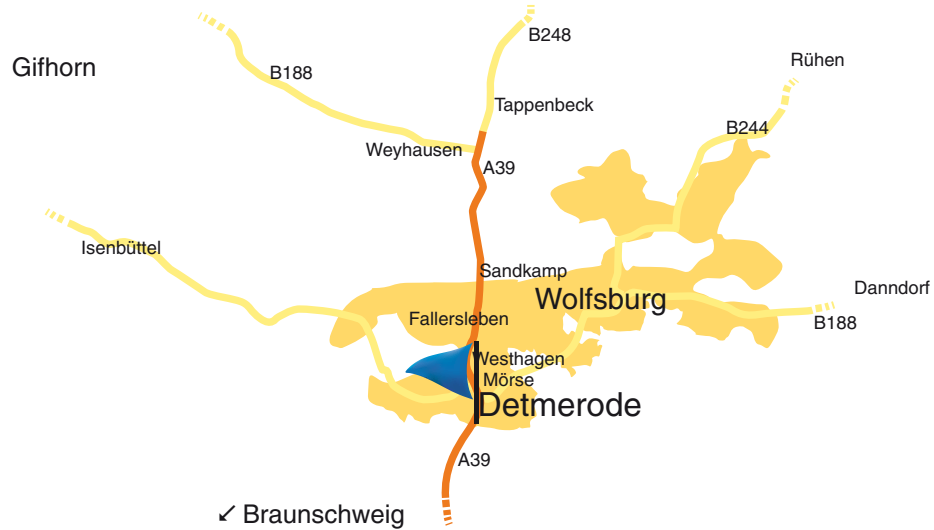 B248
Rühen
Gifhorn
B188
Tappenbeck
B244
Weyhausen
A39
Isenbüttel
Sandkamp
Danndorf
Wolfsburg
Fallersleben
B188
Westhagen
Mörse
Detmerode
A39
↙ Braunschweig